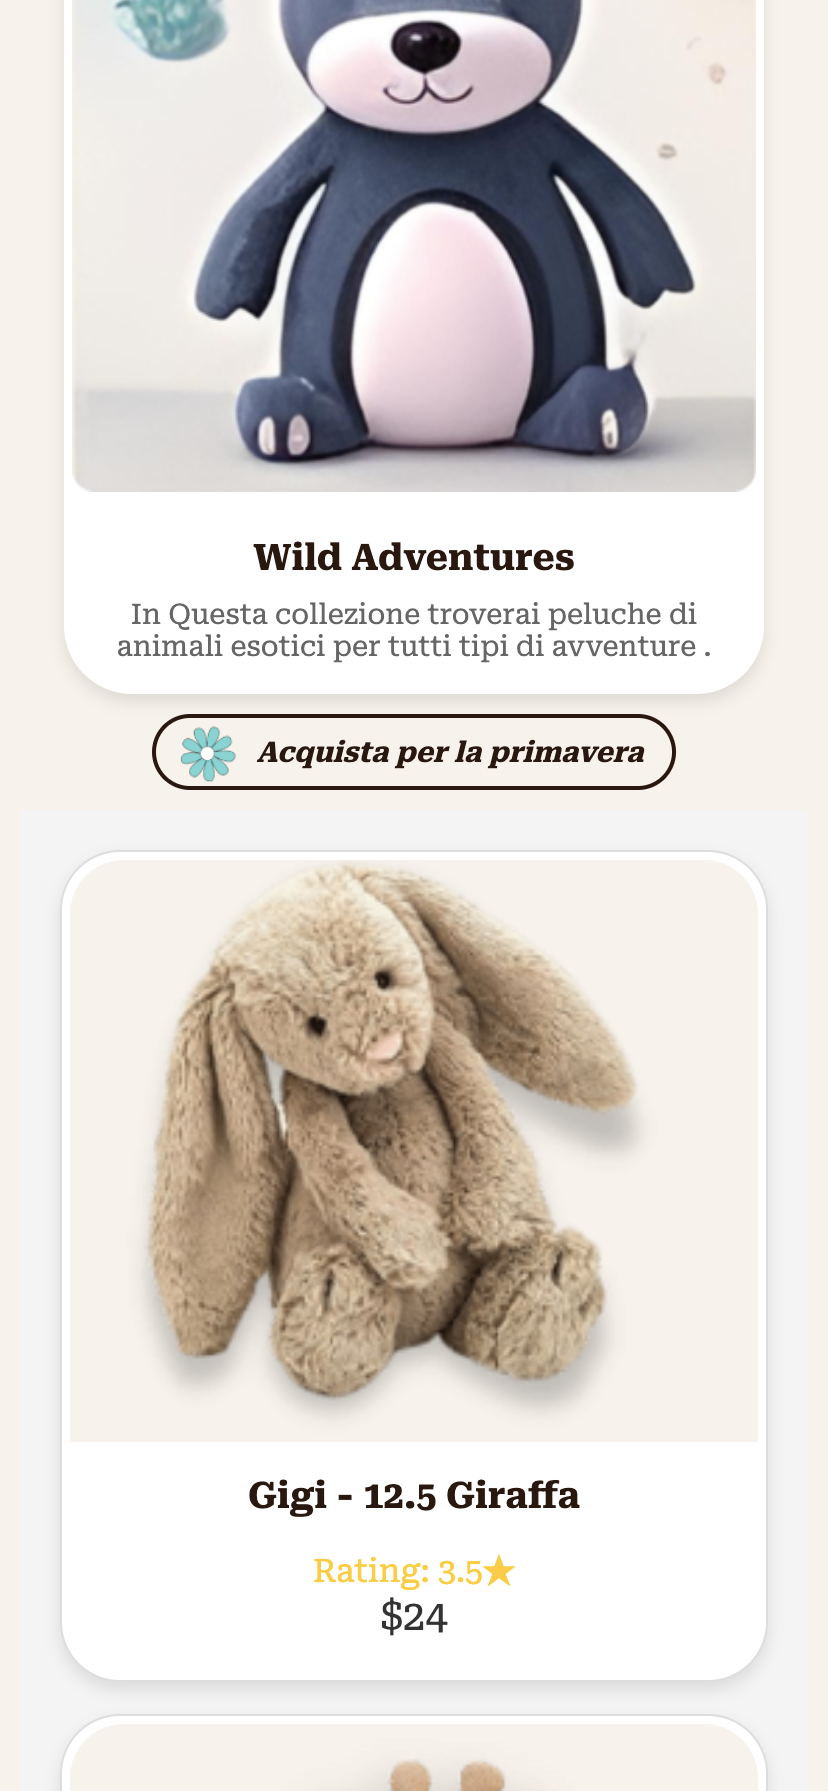 Wild Adventures
In Questa collezione troverai peluche di
animali esotici per tutti tipi di avventure .
Acquista per la primavera
Gigi - 12.5 Giraffa
Rating: 3.5★
$24